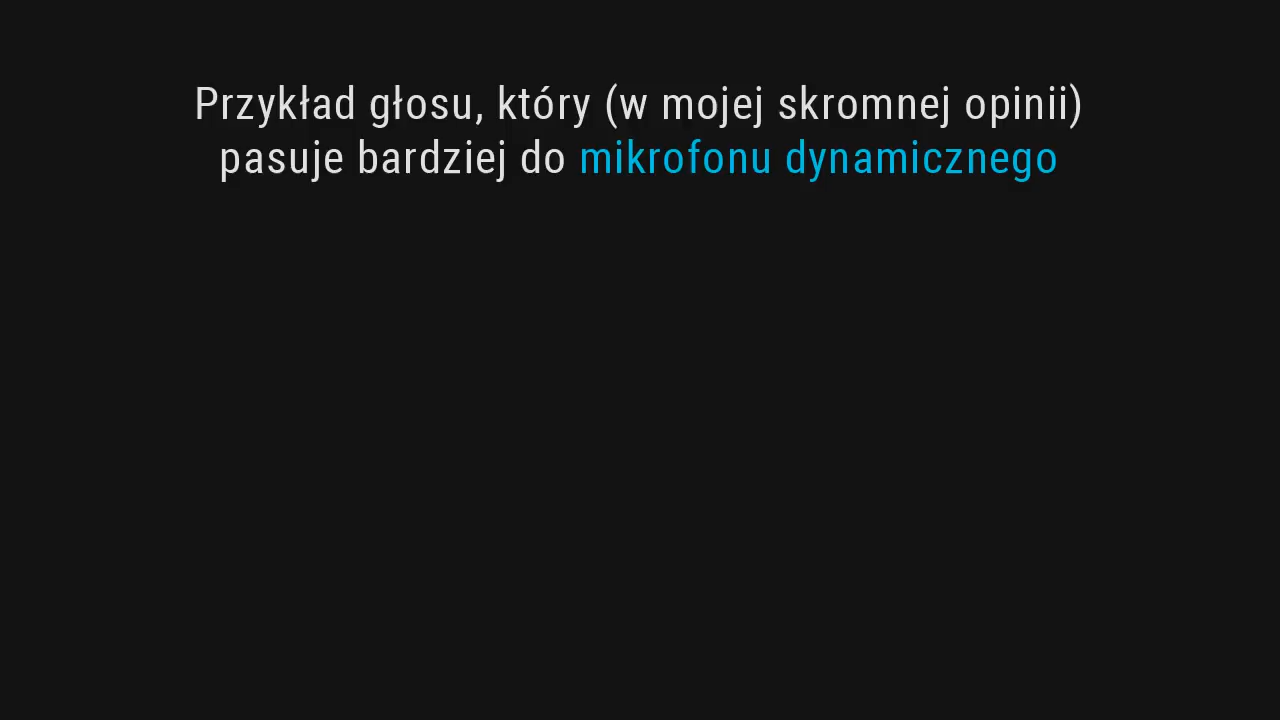 Przykład głosu, który (w mojej skromnej opinii)
pasuje bardziej do mikrofonu dynamicznego